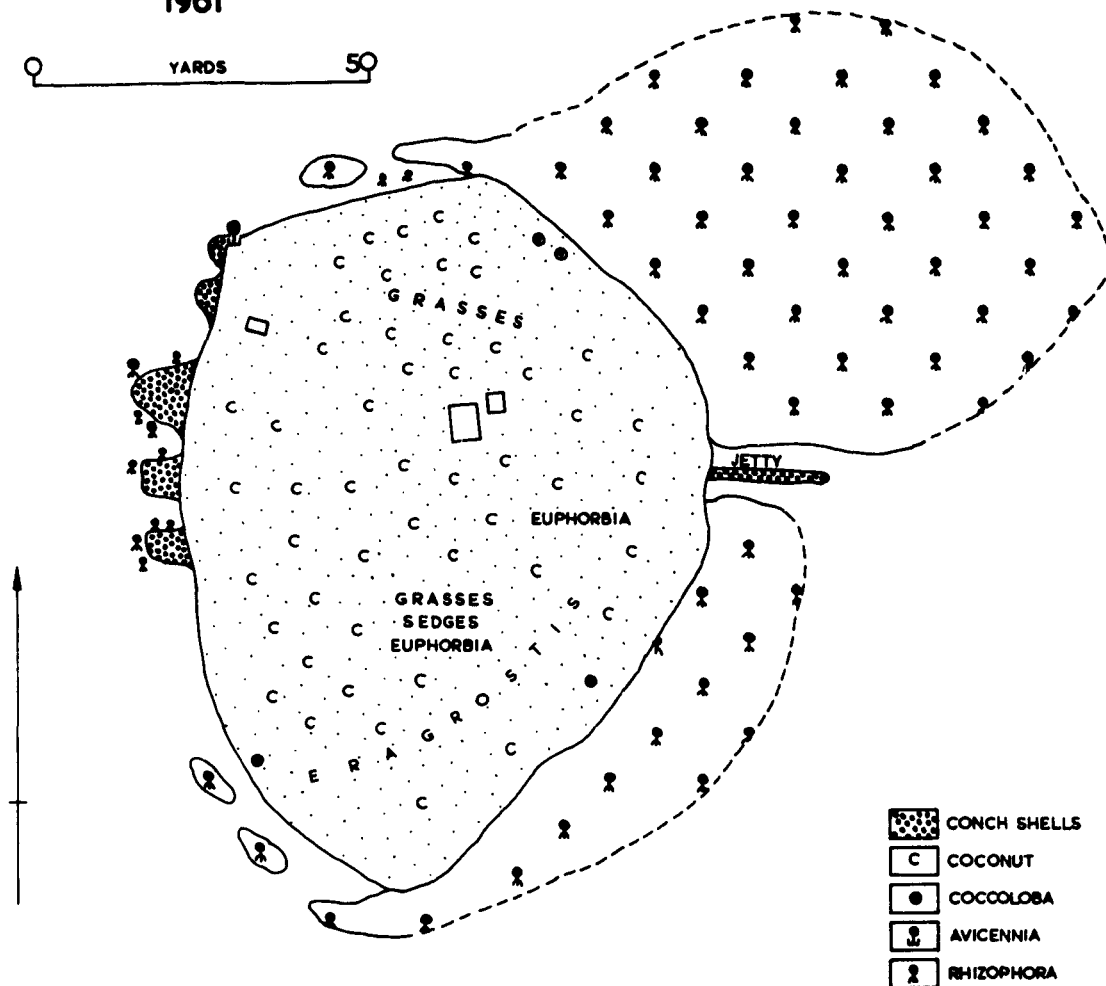 1961
YARDS 50
GRASSES
JETTY
EUPHORBIA
GRASSES
SEDGES
EUPHORBIA
ERAGROSTIS
CONCH SHELLS
C COCONUT
COCCOLOBA
AVICENNIA
RHIZOPHORA